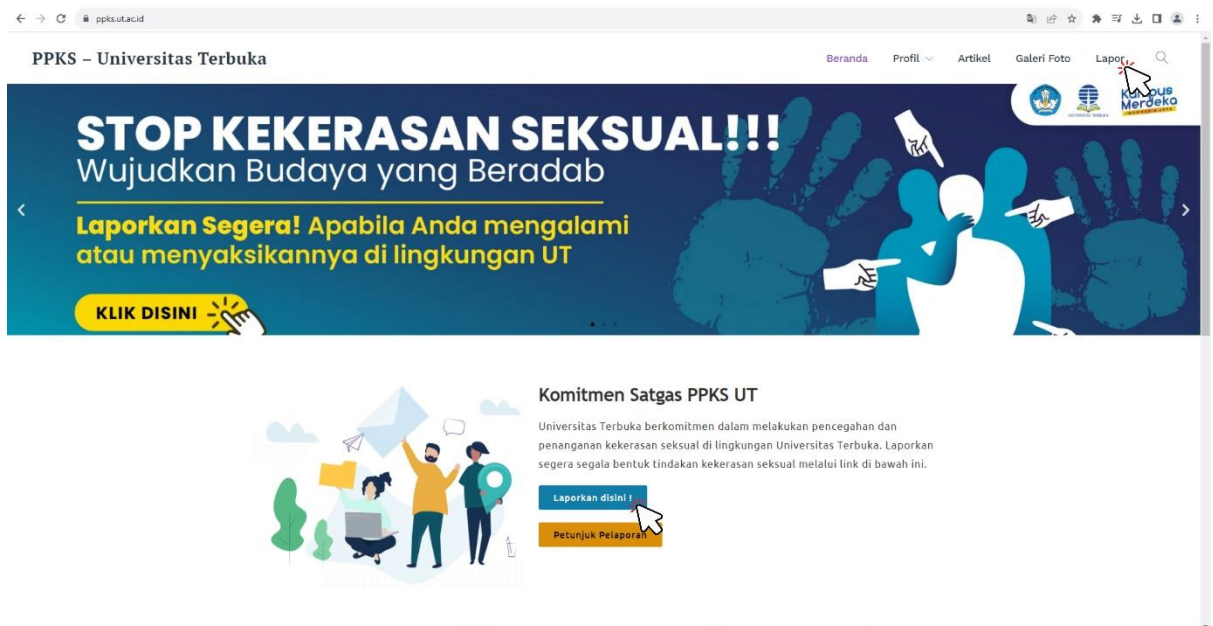 ppks.ut.ac.id
PPKS – Universitas Terbuka
Beranda Profil Artikel Galeri Foto Lapor
STOP KEKERASAN SEKSUAL!!!
Wujudkan Budaya yang Beradab
Laporkan Segera! Apabila Anda mengalami
atau menyaksikannya di lingkungan UT
KLIK DISINI
Komitmen Satgas PPKS UT
Universitas Terbuka berkomitmen dalam melakukan pencegahan dan
penanganan kekerasan seksual di lingkungan Universitas Terbuka. Laporkan
segera segala bentuk tindakan kekerasan seksual melalui link di bawah ini.
Laporkan disini !
Petunjuk Pelaporan